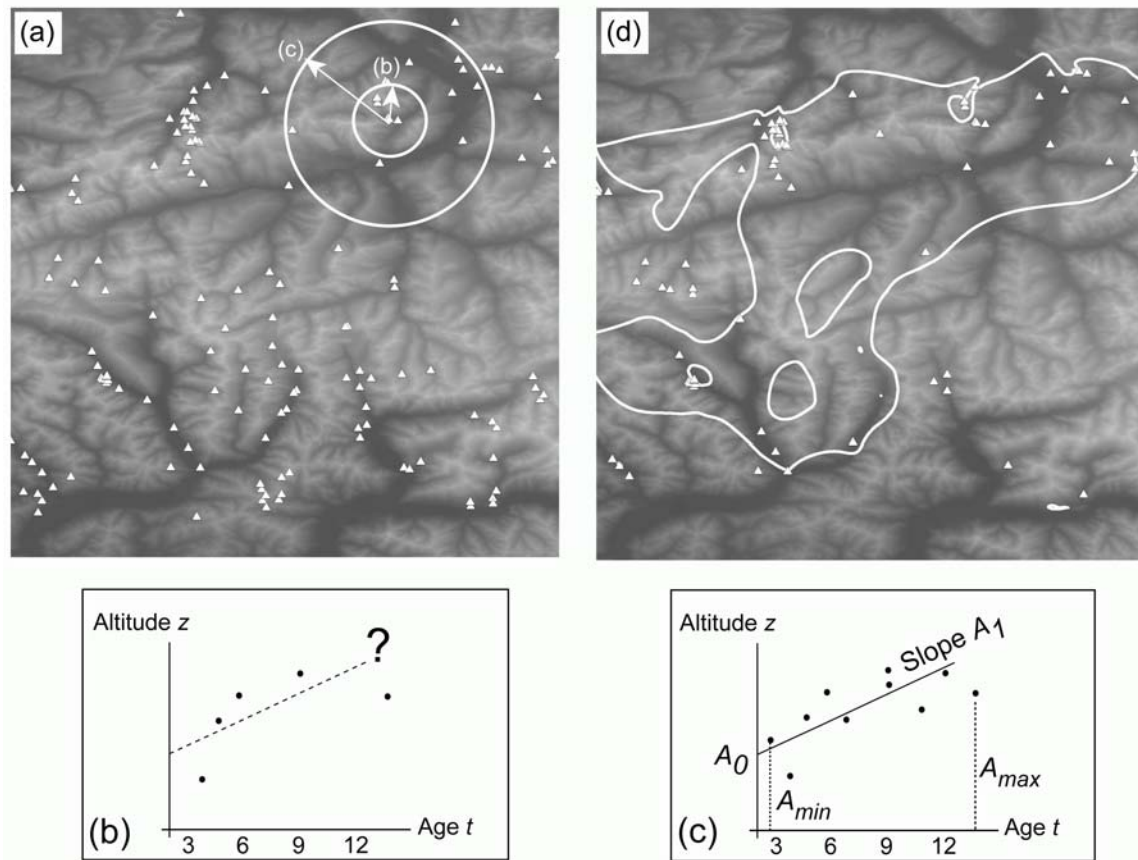 (a)
(c)
(b)
(d)
Altitude z
?
3 6 9 12
Age t
(b)
Altitude z
Slope A1
A0
Amin
Amax
3 6 9 12
Age t
(c)